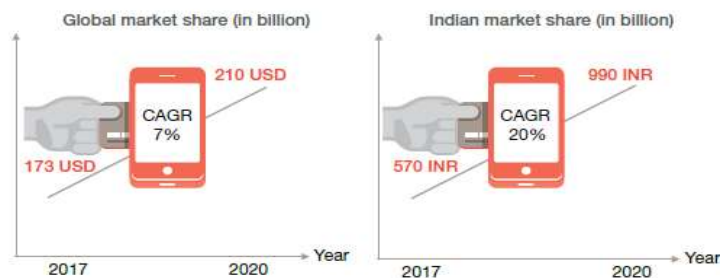 Global market share (in billion)
210 USD
CAGR
7%
173 USD
Year
2017 2020
Indian market share (in billion)
990 INR
CAGR
20%
570 INR
Year
2017 2020